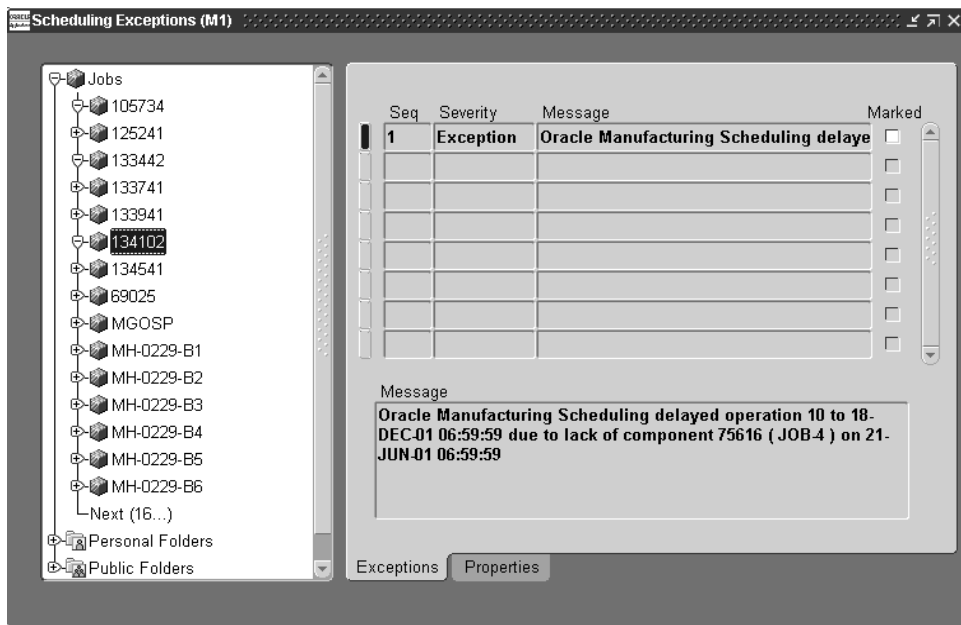 Scheduling Exceptions (M1)
Jobs
105734
125241
133442
133741
133941
134102
134541
69025
MGOSP
MH-0229-B1
MH-0229-B2
MH-0229-B3
MH-0229-B4
MH-0229-B5
MH-0229-B6
Next (16...)
Personal Folders
Public Folders
Seq Severity Message Marked
1 Exception Oracle Manufacturing Scheduling delaye
Message
Oracle Manufacturing Scheduling delayed operation 10 to 18-
DEC-01 06:59:59 due to lack of component 75616 ( JOB-4 ) on 21-
JUN-01 06:59:59
Exceptions Properties